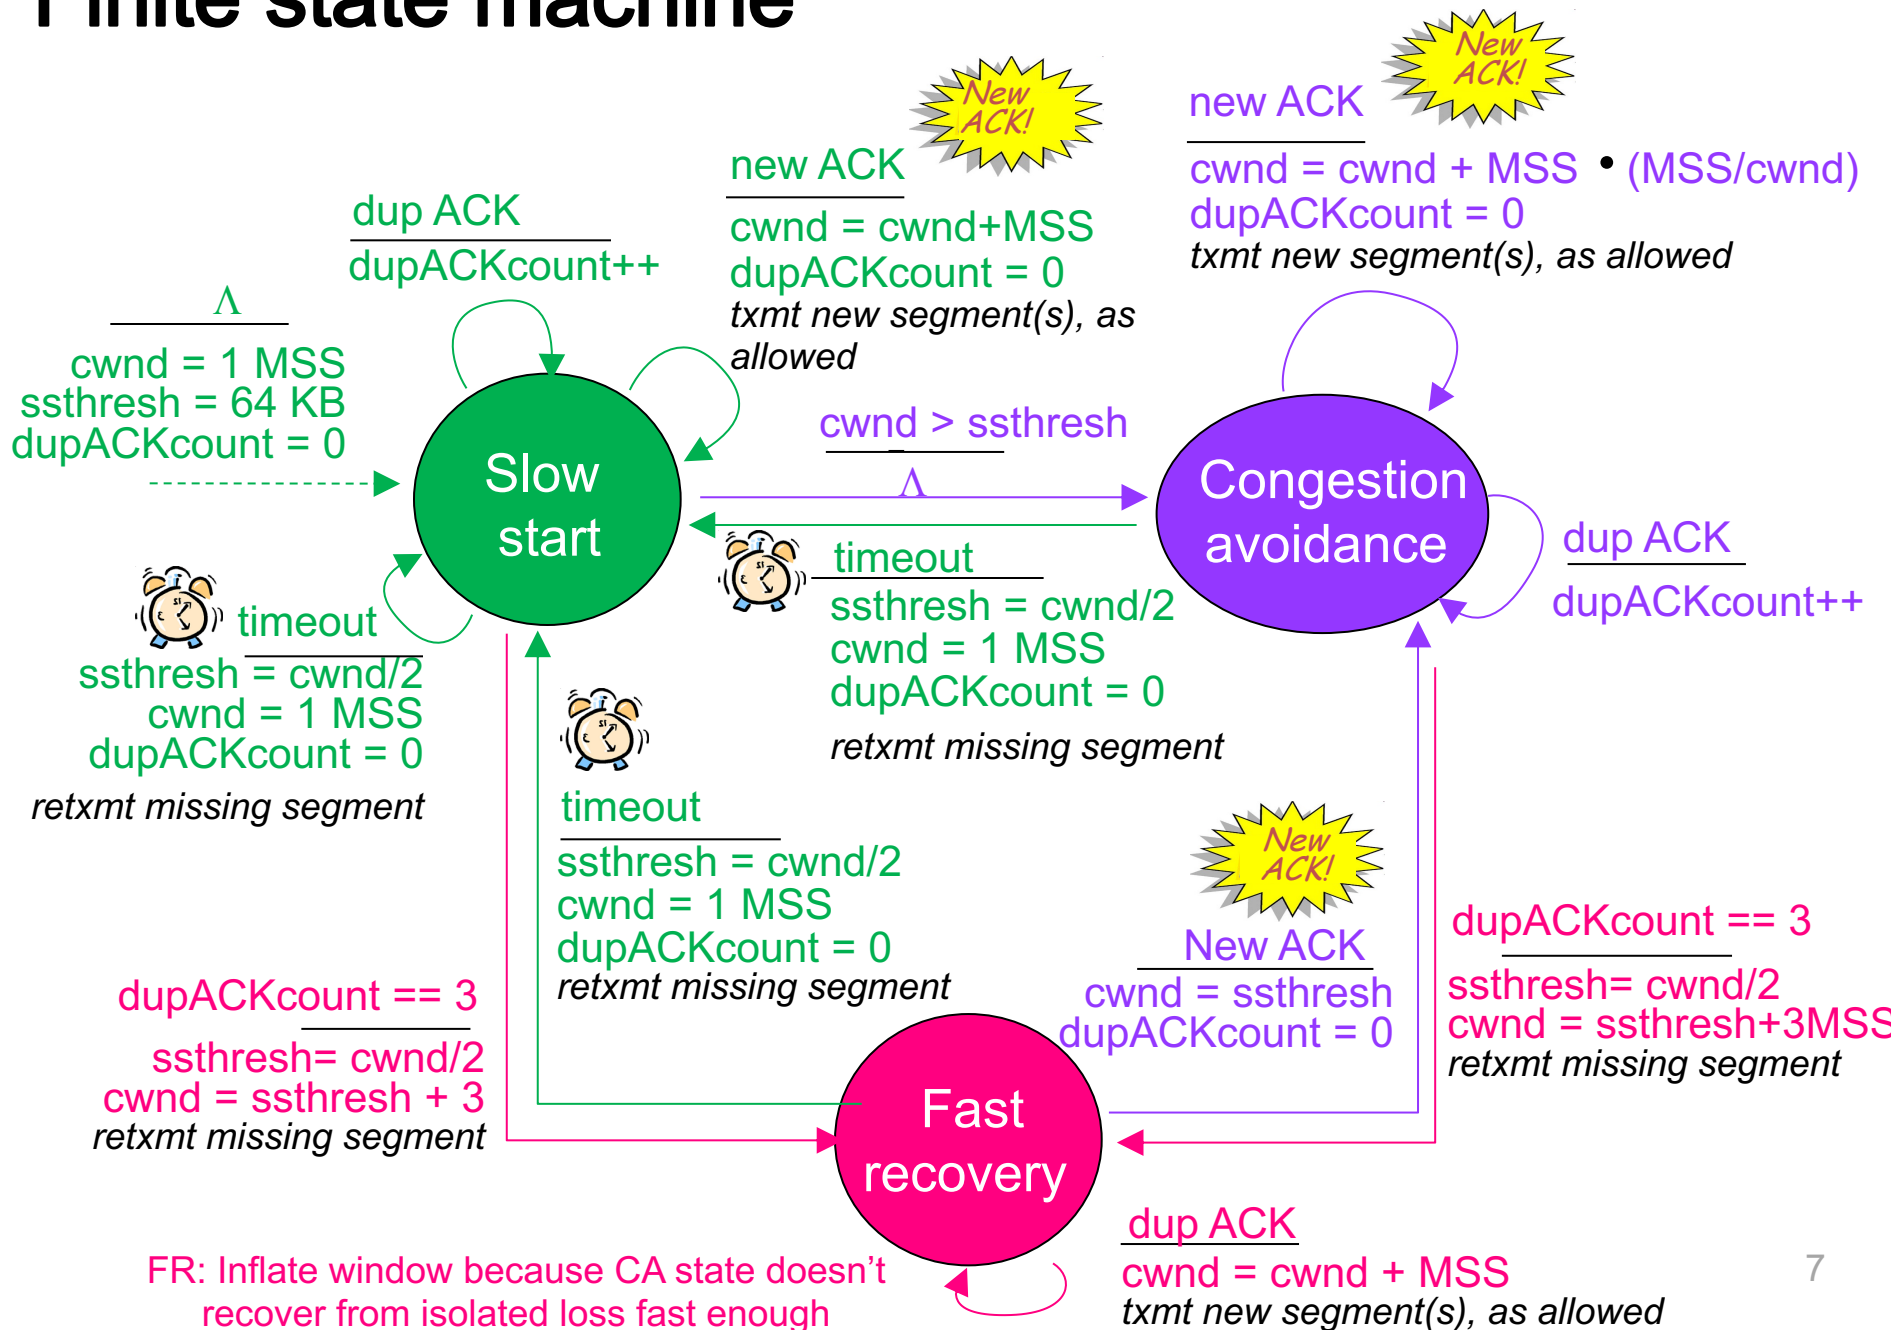 Finite state machine
New
ACK!
new ACK
cwnd = cwnd + MSS • (MSS/cwnd)
dupACKcount = 0
txmt new segment(s), as allowed
New
ACK!
new ACK
cwnd = cwnd+MSS
dupACKcount = 0
txmt new segment(s), as
allowed
dup ACK
dupACKcount++
Λ
cwnd = 1 MSS
ssthresh = 64 KB
dupACKcount = 0
Slow
start
cwnd > ssthresh
Λ
Congestion
avoidance
dup ACK
dupACKcount++
timeout
ssthresh = cwnd/2
cwnd = 1 MSS
dupACKcount = 0
retxmt missing segment
timeout
ssthresh = cwnd/2
cwnd = 1 MSS
dupACKcount = 0
retxmt missing segment
timeout
ssthresh = cwnd/2
cwnd = 1 MSS
dupACKcount = 0
retxmt missing segment
New
ACK!
New ACK
cwnd = ssthresh
dupACKcount = 0
dupACKcount == 3
ssthresh= cwnd/2
cwnd = ssthresh+3MSS
retxmt missing segment
dupACKcount == 3
ssthresh= cwnd/2
cwnd = ssthresh + 3
retxmt missing segment
Fast
recovery
dup ACK
cwnd = cwnd + MSS
txmt new segment(s), as allowed
FR: Inflate window because CA state doesn’t
recover from isolated loss fast enough
7